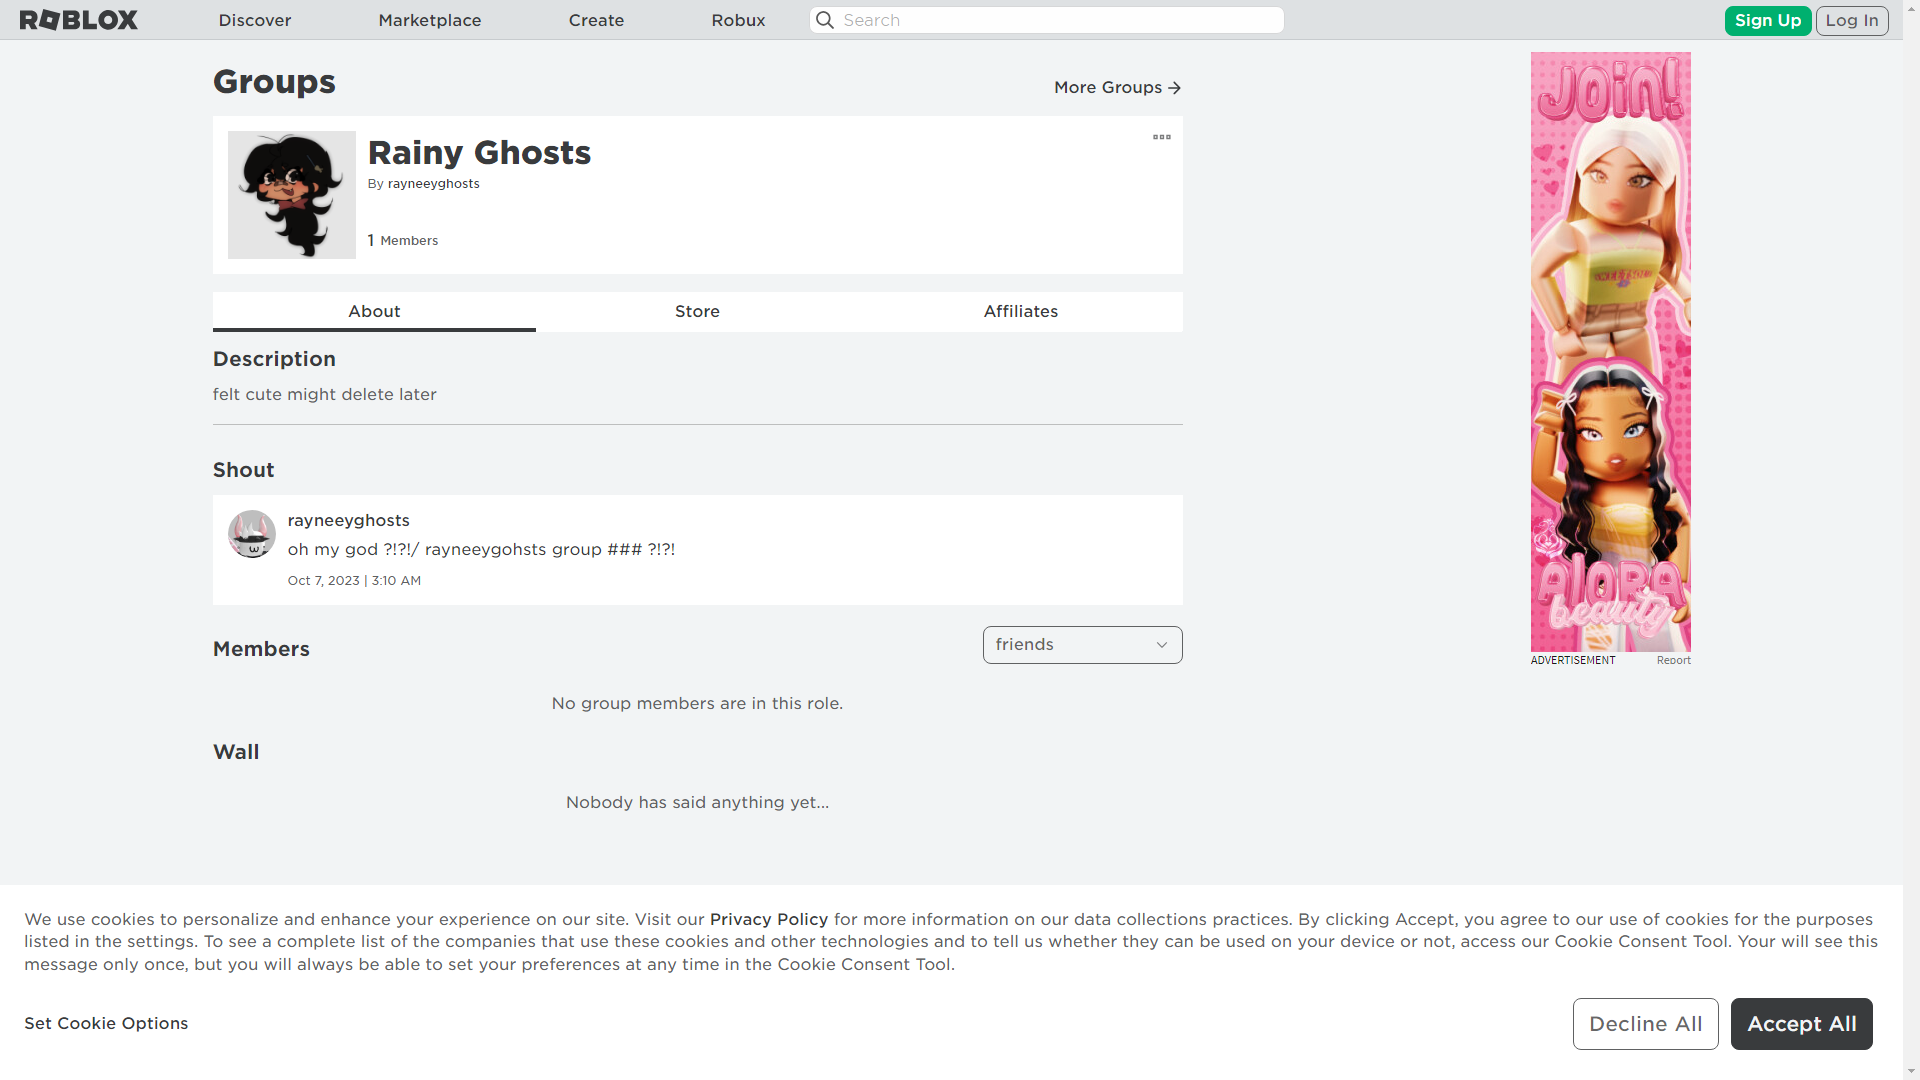 ROBLOX
Discover
Marketplace
Create
Robux
Search
Sign Up
Log In
Groups
More Groups
Rainy Ghosts
By rayneeyghosts
1 Members
About
Store
Affiliates
Description
felt cute might delete later
Shout
rayneeyghosts
oh my god ?!?!/ rayneeygohsts group ### ?!?!
Oct 7, 2023 | 3:10 AM
Members
friends
No group members are in this role.
Wall
Nobody has said anything yet...
JOin!
AlORA
beauty
ADVERTISEMENT
Report
We use cookies to personalize and enhance your experience on our site. Visit our Privacy Policy for more information on our data collections practices. By clicking Accept, you agree to our use of cookies for the purposes
listed in the settings. To see a complete list of the companies that use these cookies and other technologies and to tell us whether they can be used on your device or not, access our Cookie Consent Tool. Your will see this
message only once, but you will always be able to set your preferences at any time in the Cookie Consent Tool.
Set Cookie Options
Decline All
Accept All